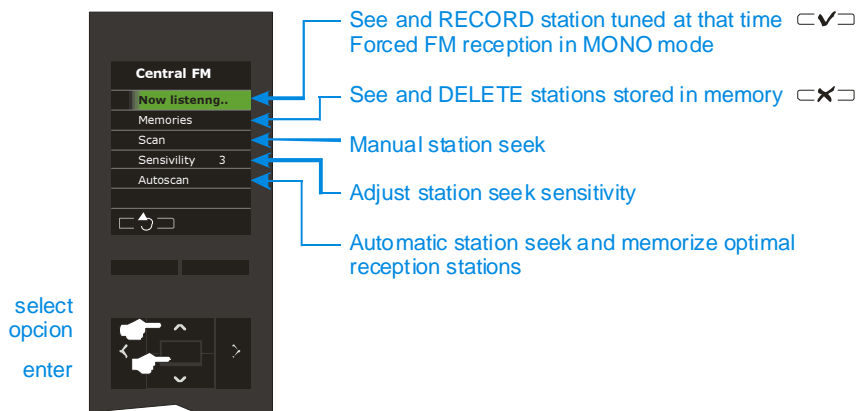 See and RECORD station tuned at that time
Forced FM reception in MONO mode
Central FM
Now listenng..
See and DELETE stations stored in memory
Memories
Scan
Manual station seek
Sensivility 3
Autoscan
Adjust station seek sensitivity
Automatic station seek and memorize optimal
reception stations
select
opcion
enter